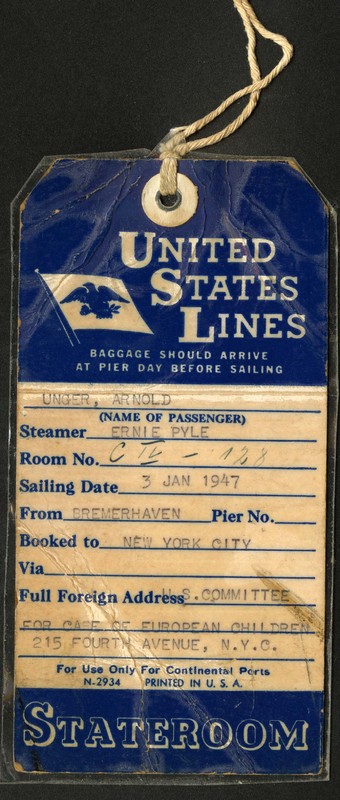 UNITED
STATES
LINES
BAGGAGE SHOULD ARRIVE
AT PIER DAY BEFORE SAILING
UNGER, ARNOLD
(NAME OF PASSENGER)
Steamer ERNIE PYLE
Room No. C IV - 128
Sailing Date 3 JAN 1947
From BREMERHAVEN Pier No.
Booked to NEW YORK CITY
Via
Full Foreign Address U.S.COMMITTEE
FOR CARE OF EUROPEAN CHILDREN
215 FOURTH AVENUE, N.Y.C.
For Use Only For Continental Ports
N-2934 PRINTED IN U. S. A.
STATEROOM